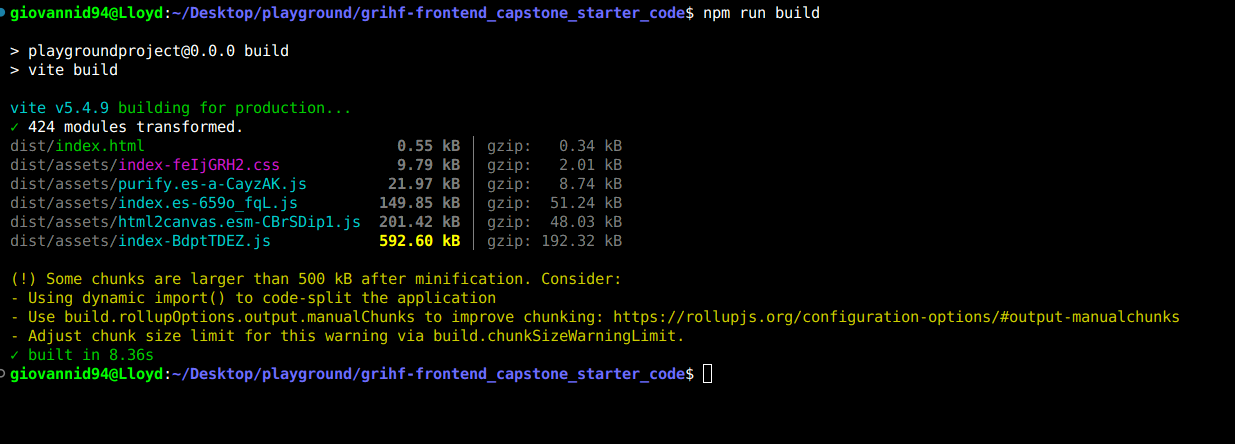 giovannid94@Lloyd:~/Desktop/playground/grihf-frontend_capstone_starter_code$ npm run build
> playgroundproject@0.0.0 build
> vite build
vite v5.4.9 building for production...
✓ 424 modules transformed.
dist/index.html 0.55 kB │ gzip: 0.34 kB
dist/assets/index-feIjGRH2.css 9.79 kB │ gzip: 2.01 kB
dist/assets/purify.es-a-CayzAK.js 21.97 kB │ gzip: 8.74 kB
dist/assets/index.es-659o_fqL.js 149.85 kB │ gzip: 51.24 kB
dist/assets/html2canvas.esm-CBrSDip1.js 201.42 kB │ gzip: 48.03 kB
dist/assets/index-BdptTDEZ.js 592.60 kB │ gzip: 192.32 kB
(!) Some chunks are larger than 500 kB after minification. Consider:
- Using dynamic import() to code-split the application
- Use build.rollupOptions.output.manualChunks to improve chunking: https://rollupjs.org/configuration-options/#output-manualchunks
- Adjust chunk size limit for this warning via build.chunkSizeWarningLimit.
✓ built in 8.36s
giovannid94@Lloyd:~/Desktop/playground/grihf-frontend_capstone_starter_code$